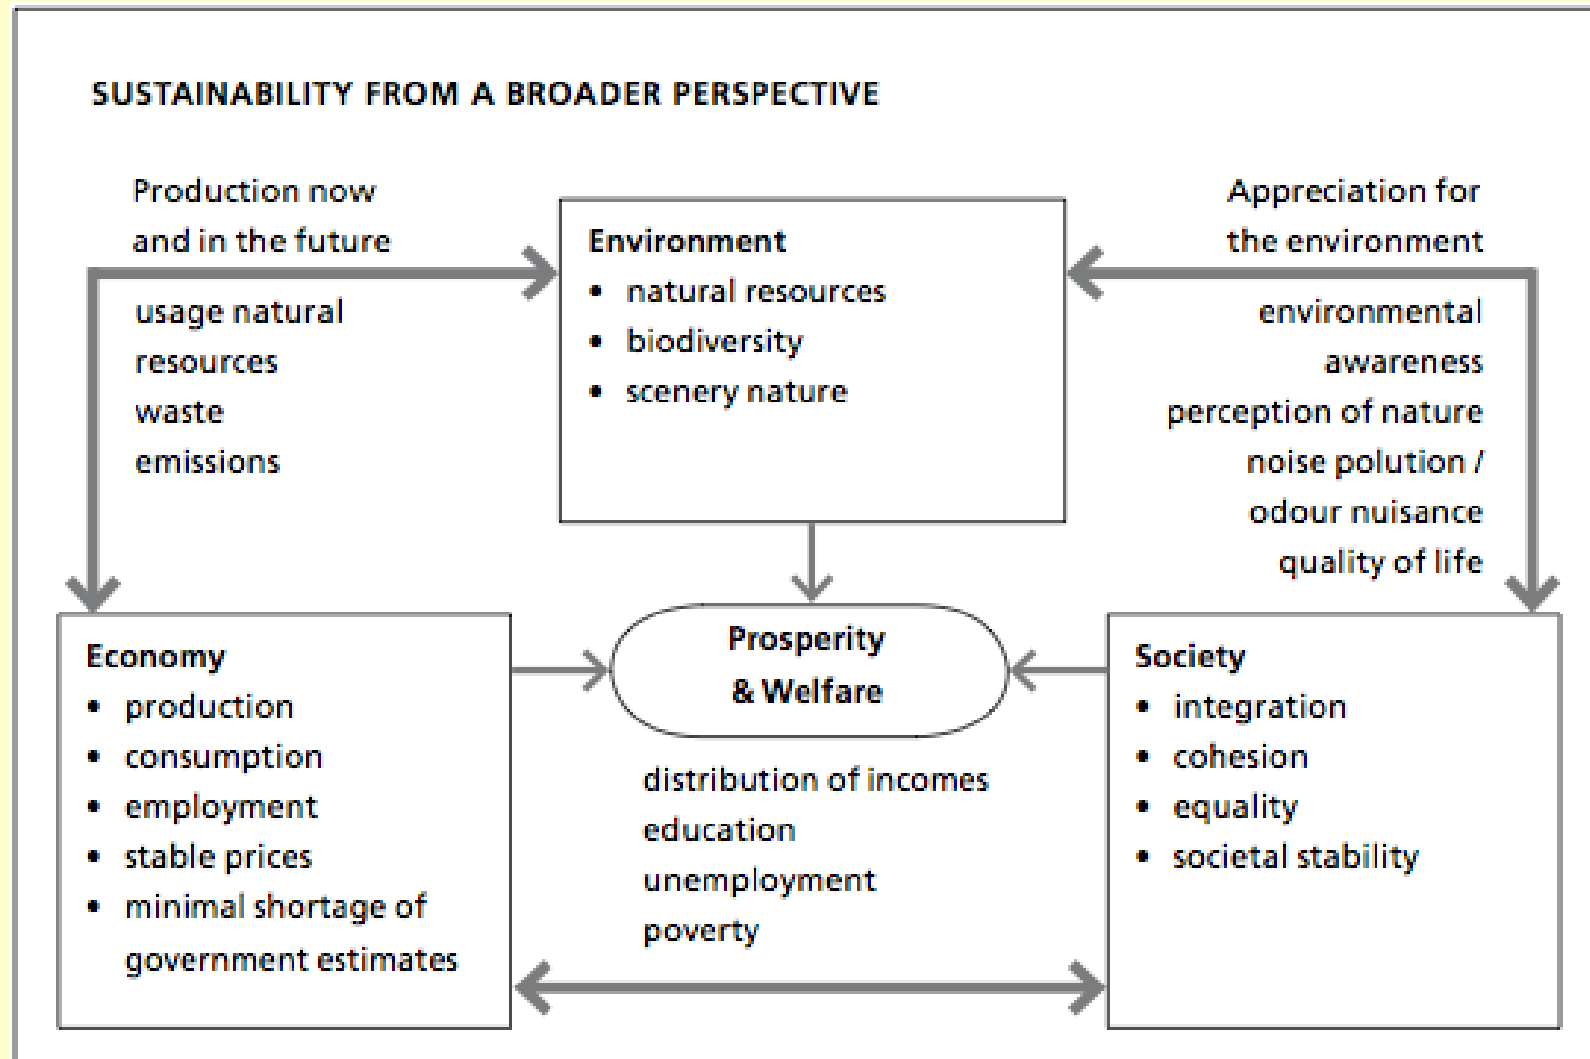 SUSTAINABILITY FROM A BROADER PERSPECTIVE
Production now
and in the future
usage natural
resources
waste
emissions
Environment
• natural resources
• biodiversity
• scenery nature
Appreciation for
the environment
environmental
awareness
perception of nature
noise polution /
odour nuisance
quality of life
Economy
• production
• consumption
• employment
• stable prices
• minimal shortage of
government estimates
Prosperity
& Welfare
distribution of incomes
education
unemployment
poverty
Society
• integration
• cohesion
• equality
• societal stability